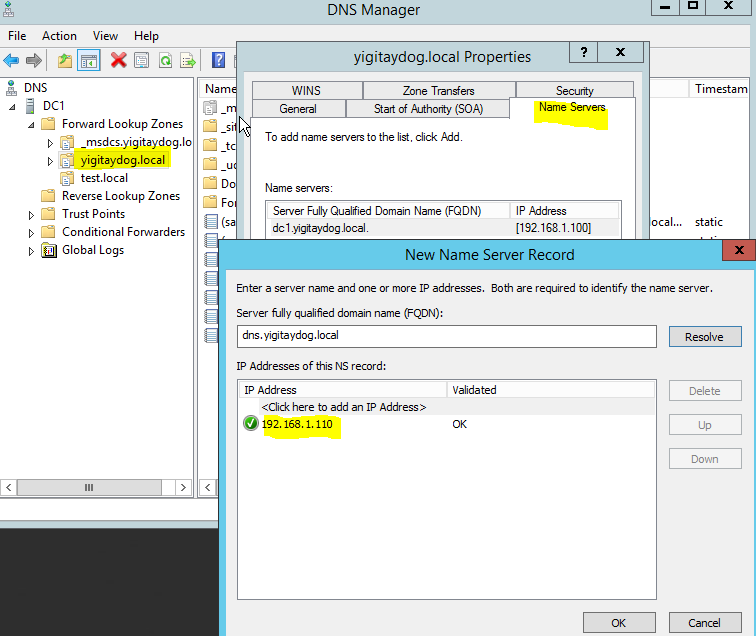 DNS Manager
File Action View Help
yigitaydog.local Properties
? X
DNS
DC1
Forward Lookup Zones
_msdcs.yigitaydog.lo
yigitaydog.local
test.local
Reverse Lookup Zones
Trust Points
Conditional Forwarders
Global Logs
Name
_m
_sit
_tc
_ud
Do
For
(sa
Timestam
local... static
WINS Zone Transfers Security
General Start of Authority (SOA) Name Servers
To add name servers to the list, click Add.
Name servers:
Server Fully Qualified Domain Name (FQDN) IP Address
dc1.yigitaydog.local. [192.168.1.100]
New Name Server Record
X
Enter a server name and one or more IP addresses. Both are required to identify the name server.
Server fully qualified domain name (FQDN):
dns.yigitaydog.local
Resolve
IP Addresses of this NS record:
IP Address Validated
<Click here to add an IP Address>
192.168.1.110 OK
Delete
Up
Down
OK Cancel